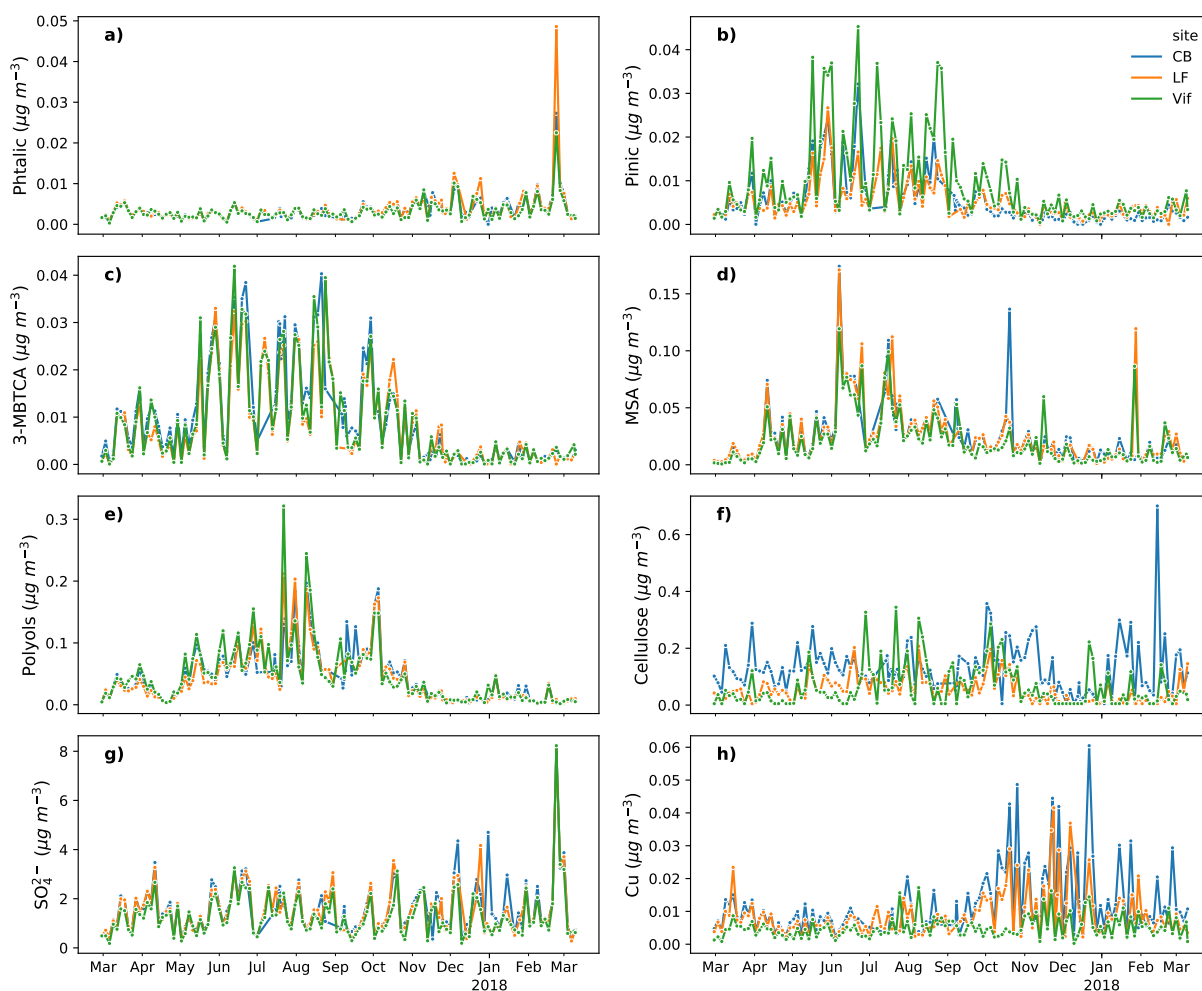 a)
Phtalic (µg m−3)
0.05
0.04
0.03
0.02
0.01
0.00
b)
Pinic (µg m−3)
0.04
0.03
0.02
0.01
0.00
site
CB
LF
Vif
c)
3-MBTCA (µg m−3)
0.04
0.03
0.02
0.01
0.00
d)
MSA (µg m−3)
0.15
0.10
0.05
0.00
e)
Polyols (µg m−3)
0.3
0.2
0.1
0.0
f)
Cellulose (µg m−3)
0.6
0.4
0.2
0.0
g)
SO₄²⁻ (µg m−3)
8
6
4
2
0
Mar Apr May Jun Jul Aug Sep Oct Nov Dec Jan Feb Mar
2018
h)
Cu (µg m−3)
0.06
0.05
0.04
0.03
0.02
0.01
0.00
Mar Apr May Jun Jul Aug Sep Oct Nov Dec Jan Feb Mar
2018